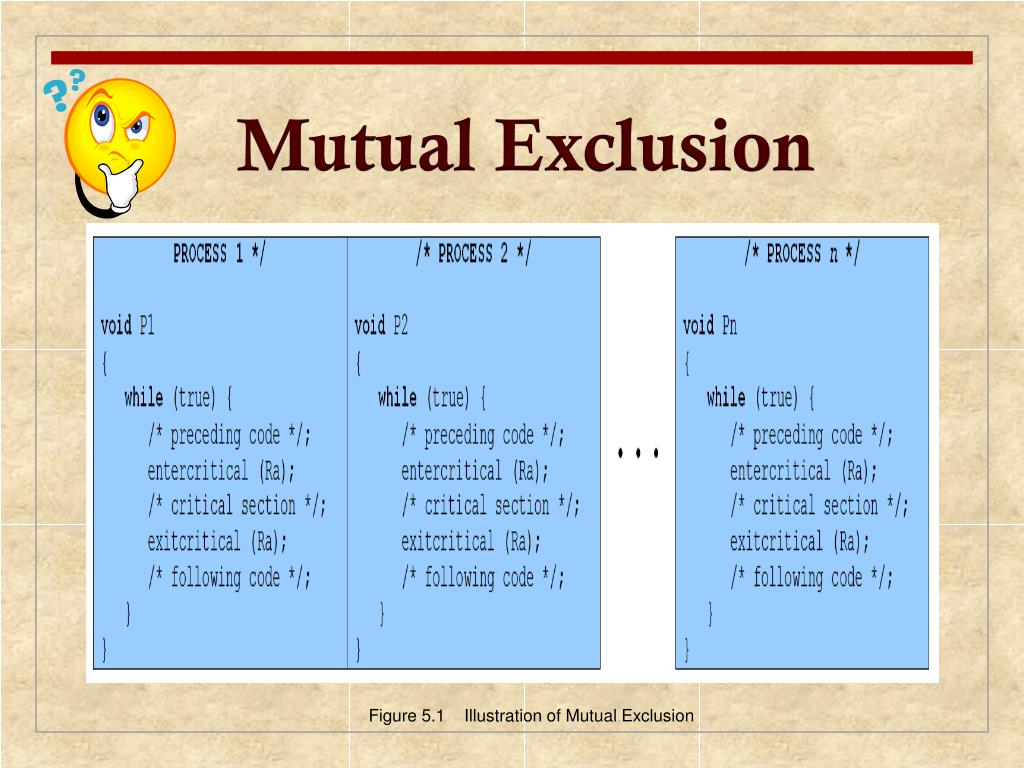 ??
Mutual Exclusion
PROCESS 1 */
void P1
{
while (true) {
/* preceding code */;
entercritical (Ra);
/* critical section */;
exitcritical (Ra);
/* following code */;
}
}
/* PROCESS 2 */
void P2
{
while (true) {
/* preceding code */;
entercritical (Ra);
/* critical section */;
exitcritical (Ra);
/* following code */;
}
}
• • •
/* PROCESS n */
void Pn
{
while (true) {
/* preceding code */;
entercritical (Ra);
/* critical section */;
exitcritical (Ra);
/* following code */;
}
}
Figure 5.1 Illustration of Mutual Exclusion